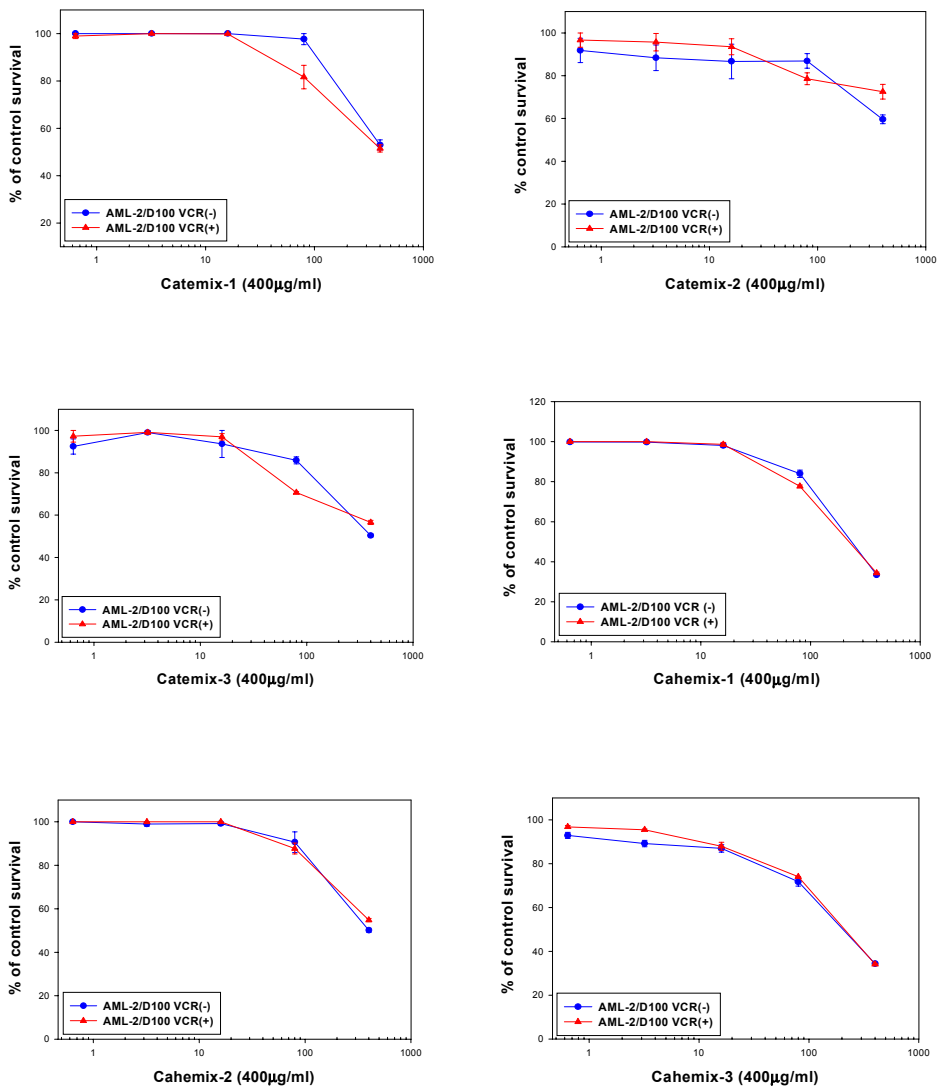 % of control survival
100
80
60
40
20
AML-2/D100 VCR(-)
AML-2/D100 VCR(+)
1 10 100 1000
Catemix-1 (400µg/ml)
% control survival
100
80
60
40
20
0
AML-2/D100 VCR(-)
AML-2/D100 VCR(+)
1 10 100 1000
Catemix-2 (400µg/ml)
% control survival
100
80
60
40
20
0
AML-2/D100 VCR(-)
AML-2/D100 VCR(+)
1 10 100 1000
Catemix-3 (400µg/ml)
% of control survival
120
100
80
60
40
20
0
AML-2/D100 VCR (-)
AML-2/D100 VCR (+)
1 10 100 1000
Cahemix-1 (400µg/ml)
% of control survival
100
80
60
40
20
0
AML-2/D100 VCR(-)
AML-2/D100 VCR(+)
1 10 100 1000
Cahemix-2 (400µg/ml)
% of control survival
100
80
60
40
20
0
AML-2/D100 VCR(-)
AML-2/D100 VCR(+)
1 10 100 1000
Cahemix-3 (400µg/ml)